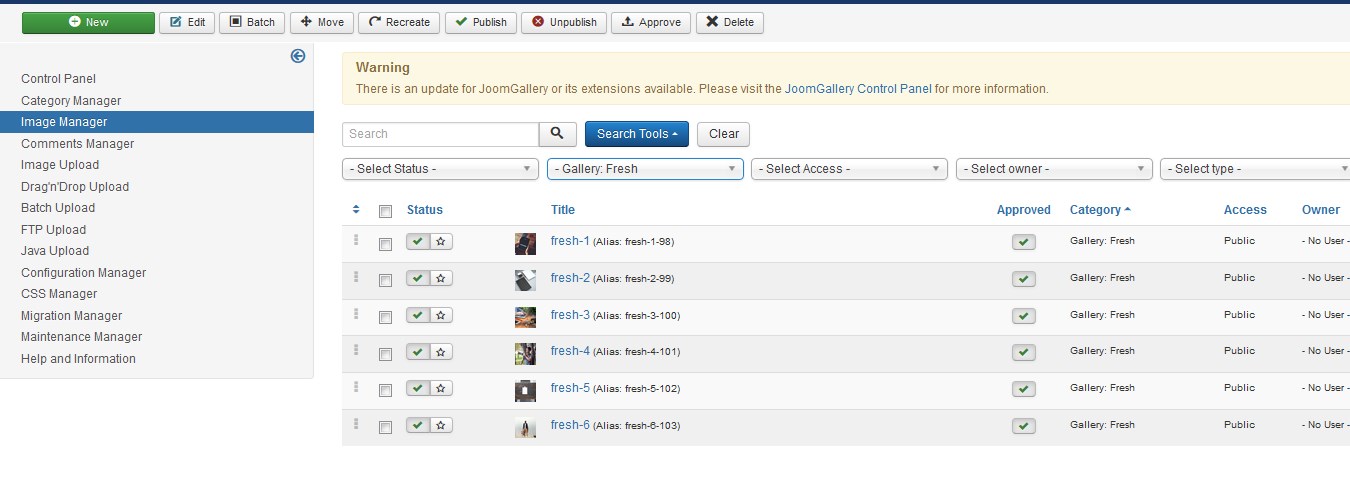 New Edit Batch Move Recreate Publish Unpublish Approve Delete
Control Panel
Category Manager
Image Manager
Comments Manager
Image Upload
Drag'n'Drop Upload
Batch Upload
FTP Upload
Java Upload
Configuration Manager
CSS Manager
Migration Manager
Maintenance Manager
Help and Information
Warning
There is an update for JoomGallery or its extensions available. Please visit the JoomGallery Control Panel for more information.
Search Search Tools Clear
- Select Status - - Gallery: Fresh - Select Access - - Select owner - - Select type -
Status Title Approved Category Access Owner
fresh-1 (Alias: fresh-1-98) Gallery: Fresh Public - No User -
fresh-2 (Alias: fresh-2-99) Gallery: Fresh Public - No User -
fresh-3 (Alias: fresh-3-100) Gallery: Fresh Public - No User -
fresh-4 (Alias: fresh-4-101) Gallery: Fresh Public - No User -
fresh-5 (Alias: fresh-5-102) Gallery: Fresh Public - No User -
fresh-6 (Alias: fresh-6-103) Gallery: Fresh Public - No User -